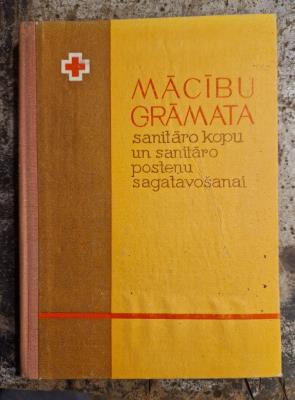 MĀCĪBU
GRĀMATA
sanitāro kopu
un sanitāro
posteņu
sagatavošanai